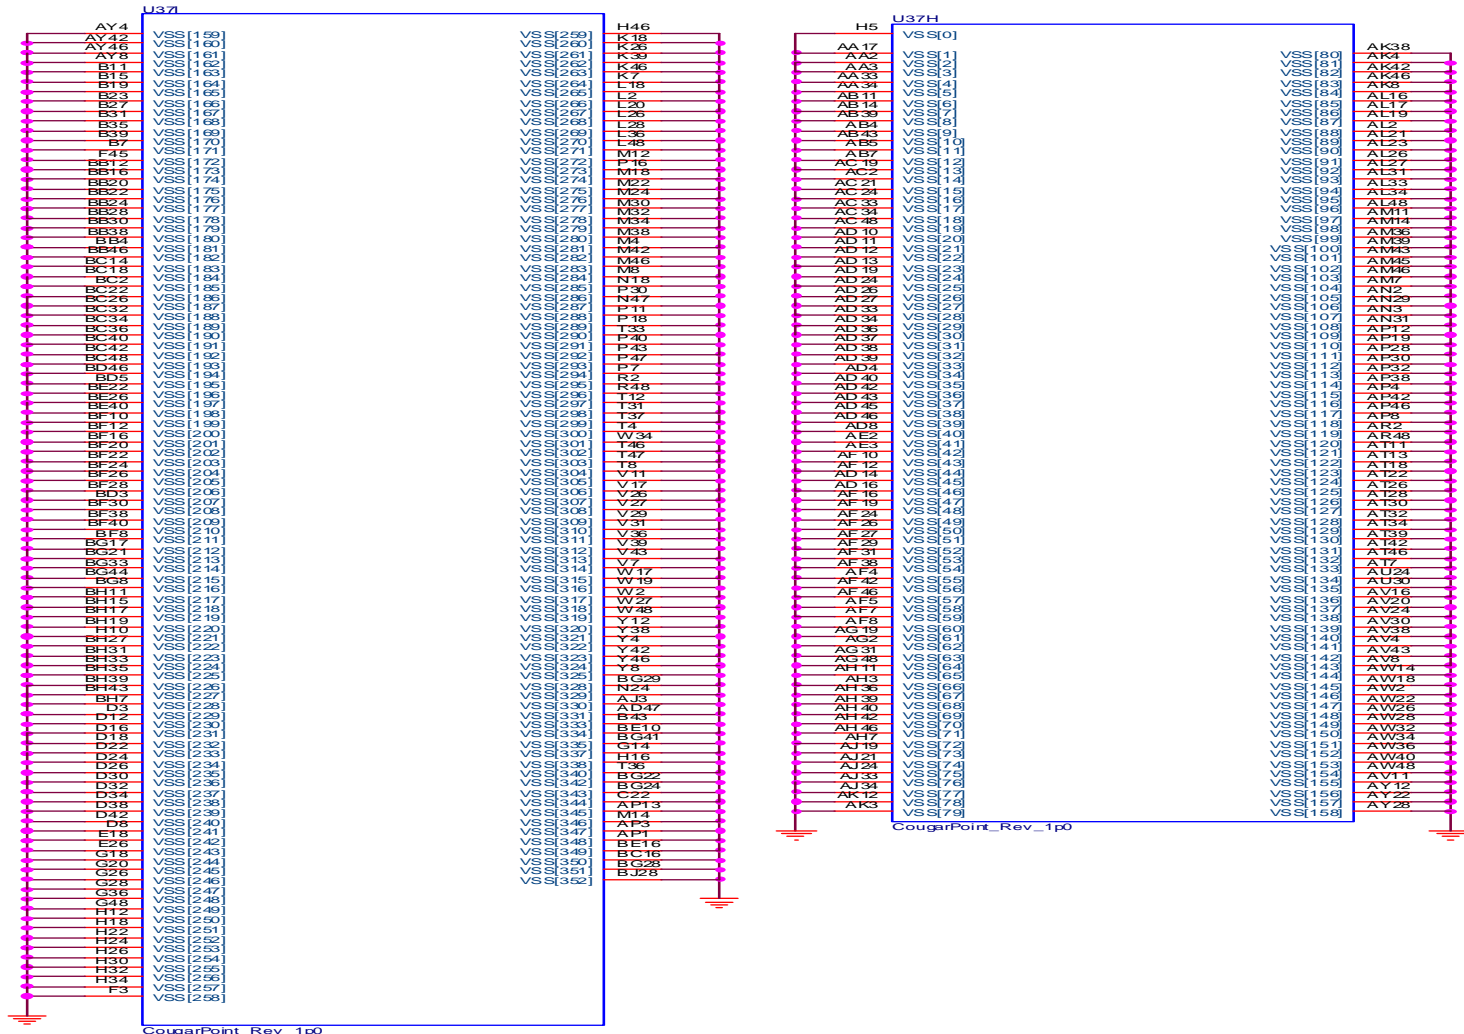 U37I
AY4 VSS[159]
AY42 VSS[160]
AY46 VSS[161]
AY8 VSS[162]
B11 VSS[163]
B15 VSS[164]
B19 VSS[165]
B23 VSS[166]
B27 VSS[167]
B31 VSS[168]
B35 VSS[169]
B39 VSS[170]
B7 VSS[171]
F45 VSS[172]
BB12 VSS[173]
BB16 VSS[174]
BB20 VSS[175]
BB22 VSS[176]
BB24 VSS[177]
BB28 VSS[178]
BB30 VSS[179]
BB38 VSS[180]
BB4 VSS[181]
BB46 VSS[182]
BC14 VSS[183]
BC18 VSS[184]
BC2 VSS[185]
BC22 VSS[186]
BC26 VSS[187]
BC32 VSS[188]
BC34 VSS[189]
BC36 VSS[190]
BC40 VSS[191]
BC42 VSS[192]
BC48 VSS[193]
BD46 VSS[194]
BD5 VSS[195]
BE22 VSS[196]
BE26 VSS[197]
BE40 VSS[198]
BF10 VSS[199]
BF12 VSS[200]
BF16 VSS[201]
BF20 VSS[202]
BF22 VSS[203]
BF24 VSS[204]
BF26 VSS[205]
BF28 VSS[206]
BD3 VSS[207]
BF30 VSS[208]
BF38 VSS[209]
BF40 VSS[210]
BF8 VSS[211]
BG17 VSS[212]
BG21 VSS[213]
BG33 VSS[214]
BG44 VSS[215]
BG8 VSS[216]
BH11 VSS[217]
BH15 VSS[218]
BH17 VSS[219]
BH19 VSS[220]
H10 VSS[221]
BH27 VSS[222]
BH31 VSS[223]
BH33 VSS[224]
BH35 VSS[225]
BH39 VSS[226]
BH43 VSS[227]
BH7 VSS[228]
D3 VSS[229]
D12 VSS[230]
D16 VSS[231]
D18 VSS[232]
D22 VSS[233]
D24 VSS[234]
D26 VSS[235]
D30 VSS[236]
D32 VSS[237]
D34 VSS[238]
D38 VSS[239]
D42 VSS[240]
D8 VSS[241]
E18 VSS[242]
E26 VSS[243]
G18 VSS[244]
G20 VSS[245]
G26 VSS[246]
G28 VSS[247]
G36 VSS[248]
G48 VSS[249]
H12 VSS[250]
H18 VSS[251]
H22 VSS[252]
H24 VSS[253]
H26 VSS[254]
H30 VSS[255]
H32 VSS[256]
H34 VSS[257]
F3 VSS[258]
VSS[259] H46
VSS[260] K18
VSS[261] K26
VSS[262] K39
VSS[263] K46
VSS[264] K7
VSS[265] L18
VSS[266] L2
VSS[267] L20
VSS[268] L26
VSS[269] L28
VSS[270] L36
VSS[271] L48
VSS[272] M12
VSS[273] P16
VSS[274] M18
VSS[275] M22
VSS[276] M24
VSS[277] M30
VSS[278] M32
VSS[279] M34
VSS[280] M38
VSS[281] M4
VSS[282] M42
VSS[283] M46
VSS[284] M8
VSS[285] N18
VSS[286] P30
VSS[287] N47
VSS[288] P11
VSS[289] P18
VSS[290] T33
VSS[291] P40
VSS[292] P43
VSS[293] P47
VSS[294] P7
VSS[295] R2
VSS[296] R48
VSS[297] T12
VSS[298] T31
VSS[299] T37
VSS[300] T4
VSS[301] W34
VSS[302] T46
VSS[303] T47
VSS[304] T8
VSS[305] V11
VSS[306] V17
VSS[307] V26
VSS[308] V27
VSS[309] V29
VSS[310] V31
VSS[311] V36
VSS[312] V39
VSS[313] V43
VSS[314] V7
VSS[315] W17
VSS[316] W19
VSS[317] W2
VSS[318] W27
VSS[319] W48
VSS[320] Y12
VSS[321] Y38
VSS[322] Y4
VSS[323] Y42
VSS[324] Y46
VSS[325] Y8
VSS[328] BG29
VSS[329] N24
VSS[330] AJ3
VSS[331] AD47
VSS[333] B43
VSS[334] BE10
VSS[335] BG41
VSS[337] G14
VSS[338] H16
VSS[340] T36
VSS[342] BG22
VSS[343] BG24
VSS[344] C22
VSS[345] AP13
VSS[346] M14
VSS[347] AP3
VSS[348] AP1
VSS[349] BE16
VSS[350] BC16
VSS[351] BG28
VSS[352] BJ28
CougarPoint_Rev_1p0
U37H
H5 VSS[0]
AA17 VSS[1]
AA2 VSS[2]
AA3 VSS[3]
AA33 VSS[4]
AA34 VSS[5]
AB11 VSS[6]
AB14 VSS[7]
AB39 VSS[8]
AB4 VSS[9]
AB43 VSS[10]
AB5 VSS[11]
AB7 VSS[12]
AC19 VSS[13]
AC2 VSS[14]
AC21 VSS[15]
AC24 VSS[16]
AC33 VSS[17]
AC34 VSS[18]
AC48 VSS[19]
AD10 VSS[20]
AD11 VSS[21]
AD12 VSS[22]
AD13 VSS[23]
AD19 VSS[24]
AD24 VSS[25]
AD26 VSS[26]
AD27 VSS[27]
AD33 VSS[28]
AD34 VSS[29]
AD36 VSS[30]
AD37 VSS[31]
AD38 VSS[32]
AD39 VSS[33]
AD4 VSS[34]
AD40 VSS[35]
AD42 VSS[36]
AD43 VSS[37]
AD45 VSS[38]
AD46 VSS[39]
AD8 VSS[40]
AE2 VSS[41]
AE3 VSS[42]
AF10 VSS[43]
AF12 VSS[44]
AD14 VSS[45]
AD16 VSS[46]
AF16 VSS[47]
AF19 VSS[48]
AF24 VSS[49]
AF26 VSS[50]
AF27 VSS[51]
AF29 VSS[52]
AF31 VSS[53]
AF38 VSS[54]
AF4 VSS[55]
AF42 VSS[56]
AF46 VSS[57]
AF5 VSS[58]
AF7 VSS[59]
AF8 VSS[60]
AG19 VSS[61]
AG2 VSS[62]
AG31 VSS[63]
AG48 VSS[64]
AH11 VSS[65]
AH3 VSS[66]
AH36 VSS[67]
AH39 VSS[68]
AH40 VSS[69]
AH42 VSS[70]
AH46 VSS[71]
AH7 VSS[72]
AJ19 VSS[73]
AJ21 VSS[74]
AJ24 VSS[75]
AJ33 VSS[76]
AJ34 VSS[77]
AK12 VSS[78]
AK3 VSS[79]
VSS[80] AK38
VSS[81] AK4
VSS[82] AK42
VSS[83] AK46
VSS[84] AK8
VSS[85] AL16
VSS[86] AL17
VSS[87] AL19
VSS[88] AL2
VSS[89] AL21
VSS[90] AL23
VSS[91] AL26
VSS[92] AL27
VSS[93] AL31
VSS[94] AL33
VSS[95] AL34
VSS[96] AL48
VSS[97] AM11
VSS[98] AM14
VSS[99] AM36
VSS[100] AM39
VSS[101] AM43
VSS[102] AM45
VSS[103] AM46
VSS[104] AM7
VSS[105] AN2
VSS[106] AN29
VSS[107] AN3
VSS[108] AN31
VSS[109] AP12
VSS[110] AP19
VSS[111] AP28
VSS[112] AP30
VSS[113] AP32
VSS[114] AP38
VSS[115] AP4
VSS[116] AP42
VSS[117] AP46
VSS[118] AP8
VSS[119] AR2
VSS[120] AR48
VSS[121] AT11
VSS[122] AT13
VSS[123] AT18
VSS[124] AT22
VSS[125] AT26
VSS[126] AT28
VSS[127] AT30
VSS[128] AT32
VSS[129] AT34
VSS[130] AT39
VSS[131] AT42
VSS[132] AT46
VSS[133] AT7
VSS[134] AU24
VSS[135] AU30
VSS[136] AV16
VSS[137] AV20
VSS[138] AV24
VSS[139] AV30
VSS[140] AV38
VSS[141] AV4
VSS[142] AV43
VSS[143] AV8
VSS[144] AW14
VSS[145] AW18
VSS[146] AW2
VSS[147] AW22
VSS[148] AW26
VSS[149] AW28
VSS[150] AW32
VSS[151] AW34
VSS[152] AW36
VSS[153] AW40
VSS[154] AW48
VSS[155] AV11
VSS[156] AY12
VSS[157] AY22
VSS[158] AY28
CougarPoint_Rev_1p0